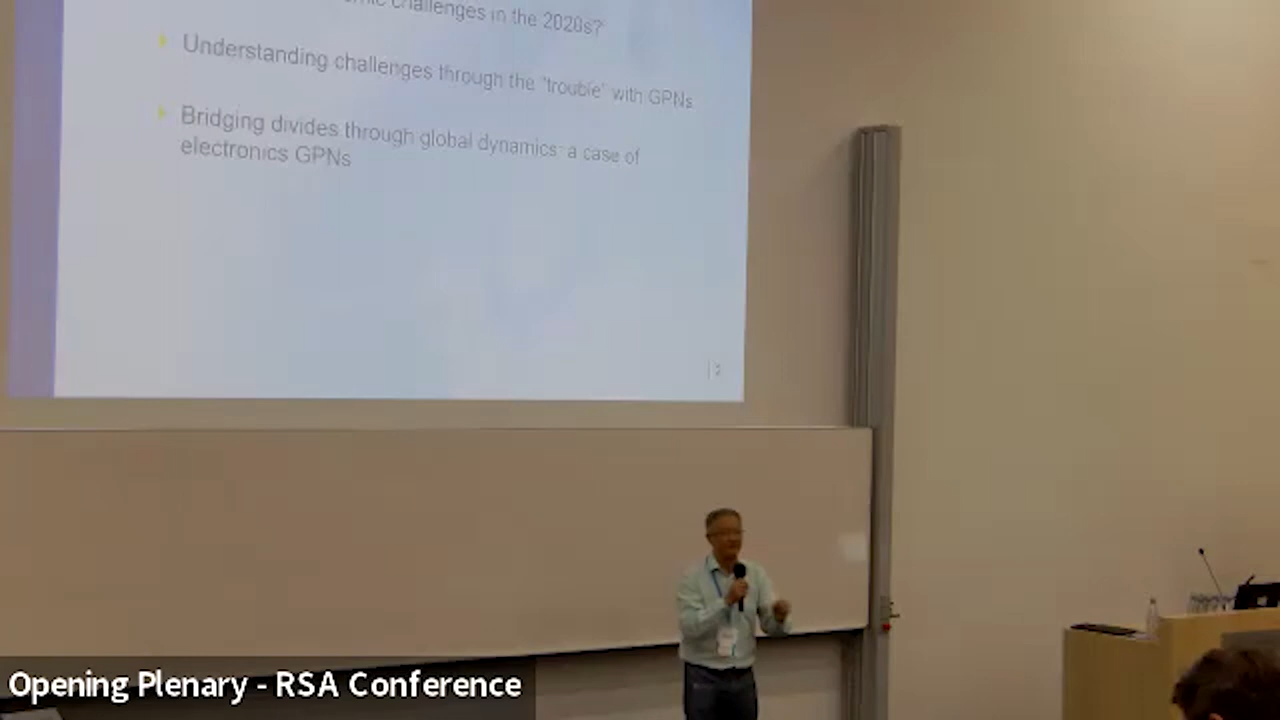 challenges in the 2020s?
Understanding challenges through the "trouble" with GPNs
Bridging divides through global dynamics: a case of
electronics GPNs
2
Opening Plenary - RSA Conference